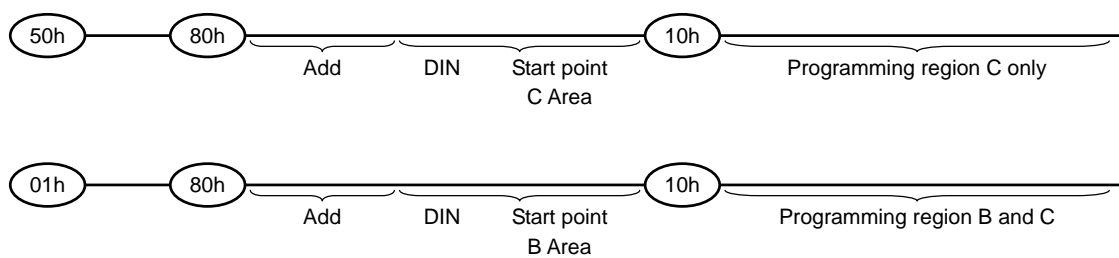 50h 80h 10h
Add DIN Start point Programming region C only
C Area
01h 80h 10h
Add DIN Start point Programming region B and C
B Area